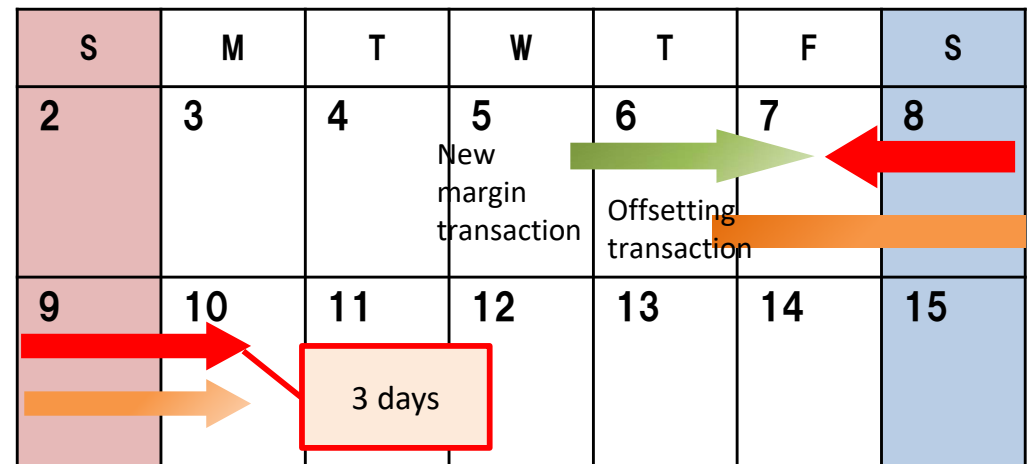 S M T W T F S
2 3 4 5 6 7 8
New
margin
transaction
Offsetting
transaction
9 10 11 12 13 14 15
3 days